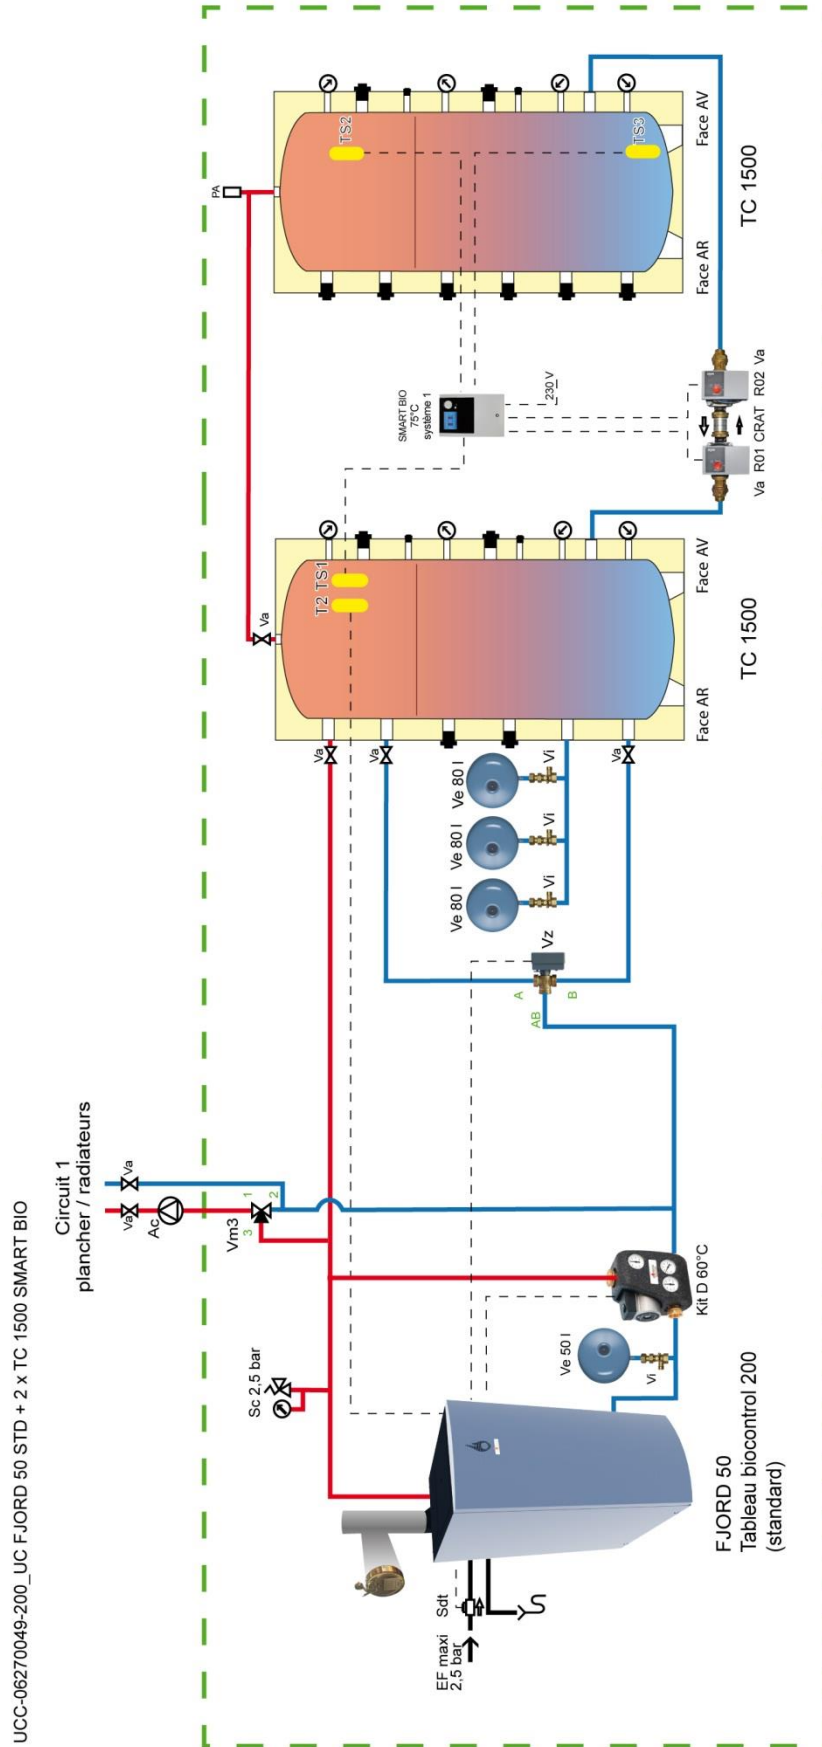 UCC-06270049-200_UC FJORD 50 STD + 2 x TC 1500 SMART BIO
Circuit 1
plancher / radiateurs
Va
Va
Ac
Vm3
1
2
3
Sc 2,5 bar
EF maxi
2,5 bar
Sdt
FJORD 50
Tableau biocontrol 200
(standard)
Ve 50 l
Vi
Kit D 60°C
A
AB
B
Vz
Ve 80 l
Ve 80 l
Ve 80 l
Vi
Vi
Vi
Va
Va
Va
Va
T2
TS1
Face AR
Face AV
TC 1500
SMART BIO
75°C
système 1
230 V
Va R01 CRAT R02 Va
PA
TS2
TS3
Face AR
Face AV
TC 1500